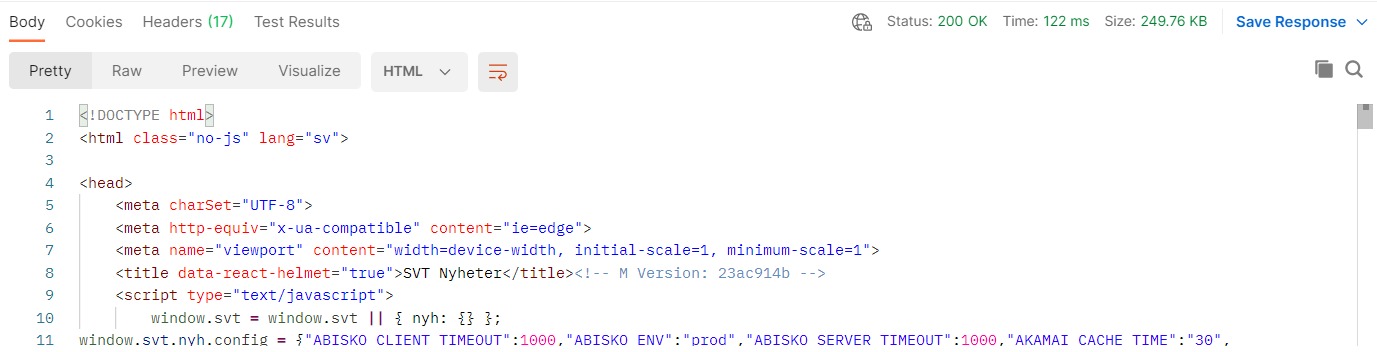 Body Cookies Headers (17) Test Results Status: 200 OK Time: 122 ms Size: 249.76 KB Save Response
Pretty Raw Preview Visualize HTML
1 <!DOCTYPE html>
2 <html class="no-js" lang="sv">
3
4 <head>
5 <meta charSet="UTF-8">
6 <meta http-equiv="x-ua-compatible" content="ie=edge">
7 <meta name="viewport" content="width=device-width, initial-scale=1, minimum-scale=1">
8 <title data-react-helmet="true">SVT Nyheter</title><!-- M Version: 23ac914b -->
9 <script type="text/javascript">
10 window.svt = window.svt || { nyh: {} };
11 window.svt.nyh.config = {"ABISKO_CLIENT_TIMEOUT":1000,"ABISKO_ENV":"prod","ABISKO_SERVER_TIMEOUT":1000,"AKAMAI_CACHE_TIME":"30",